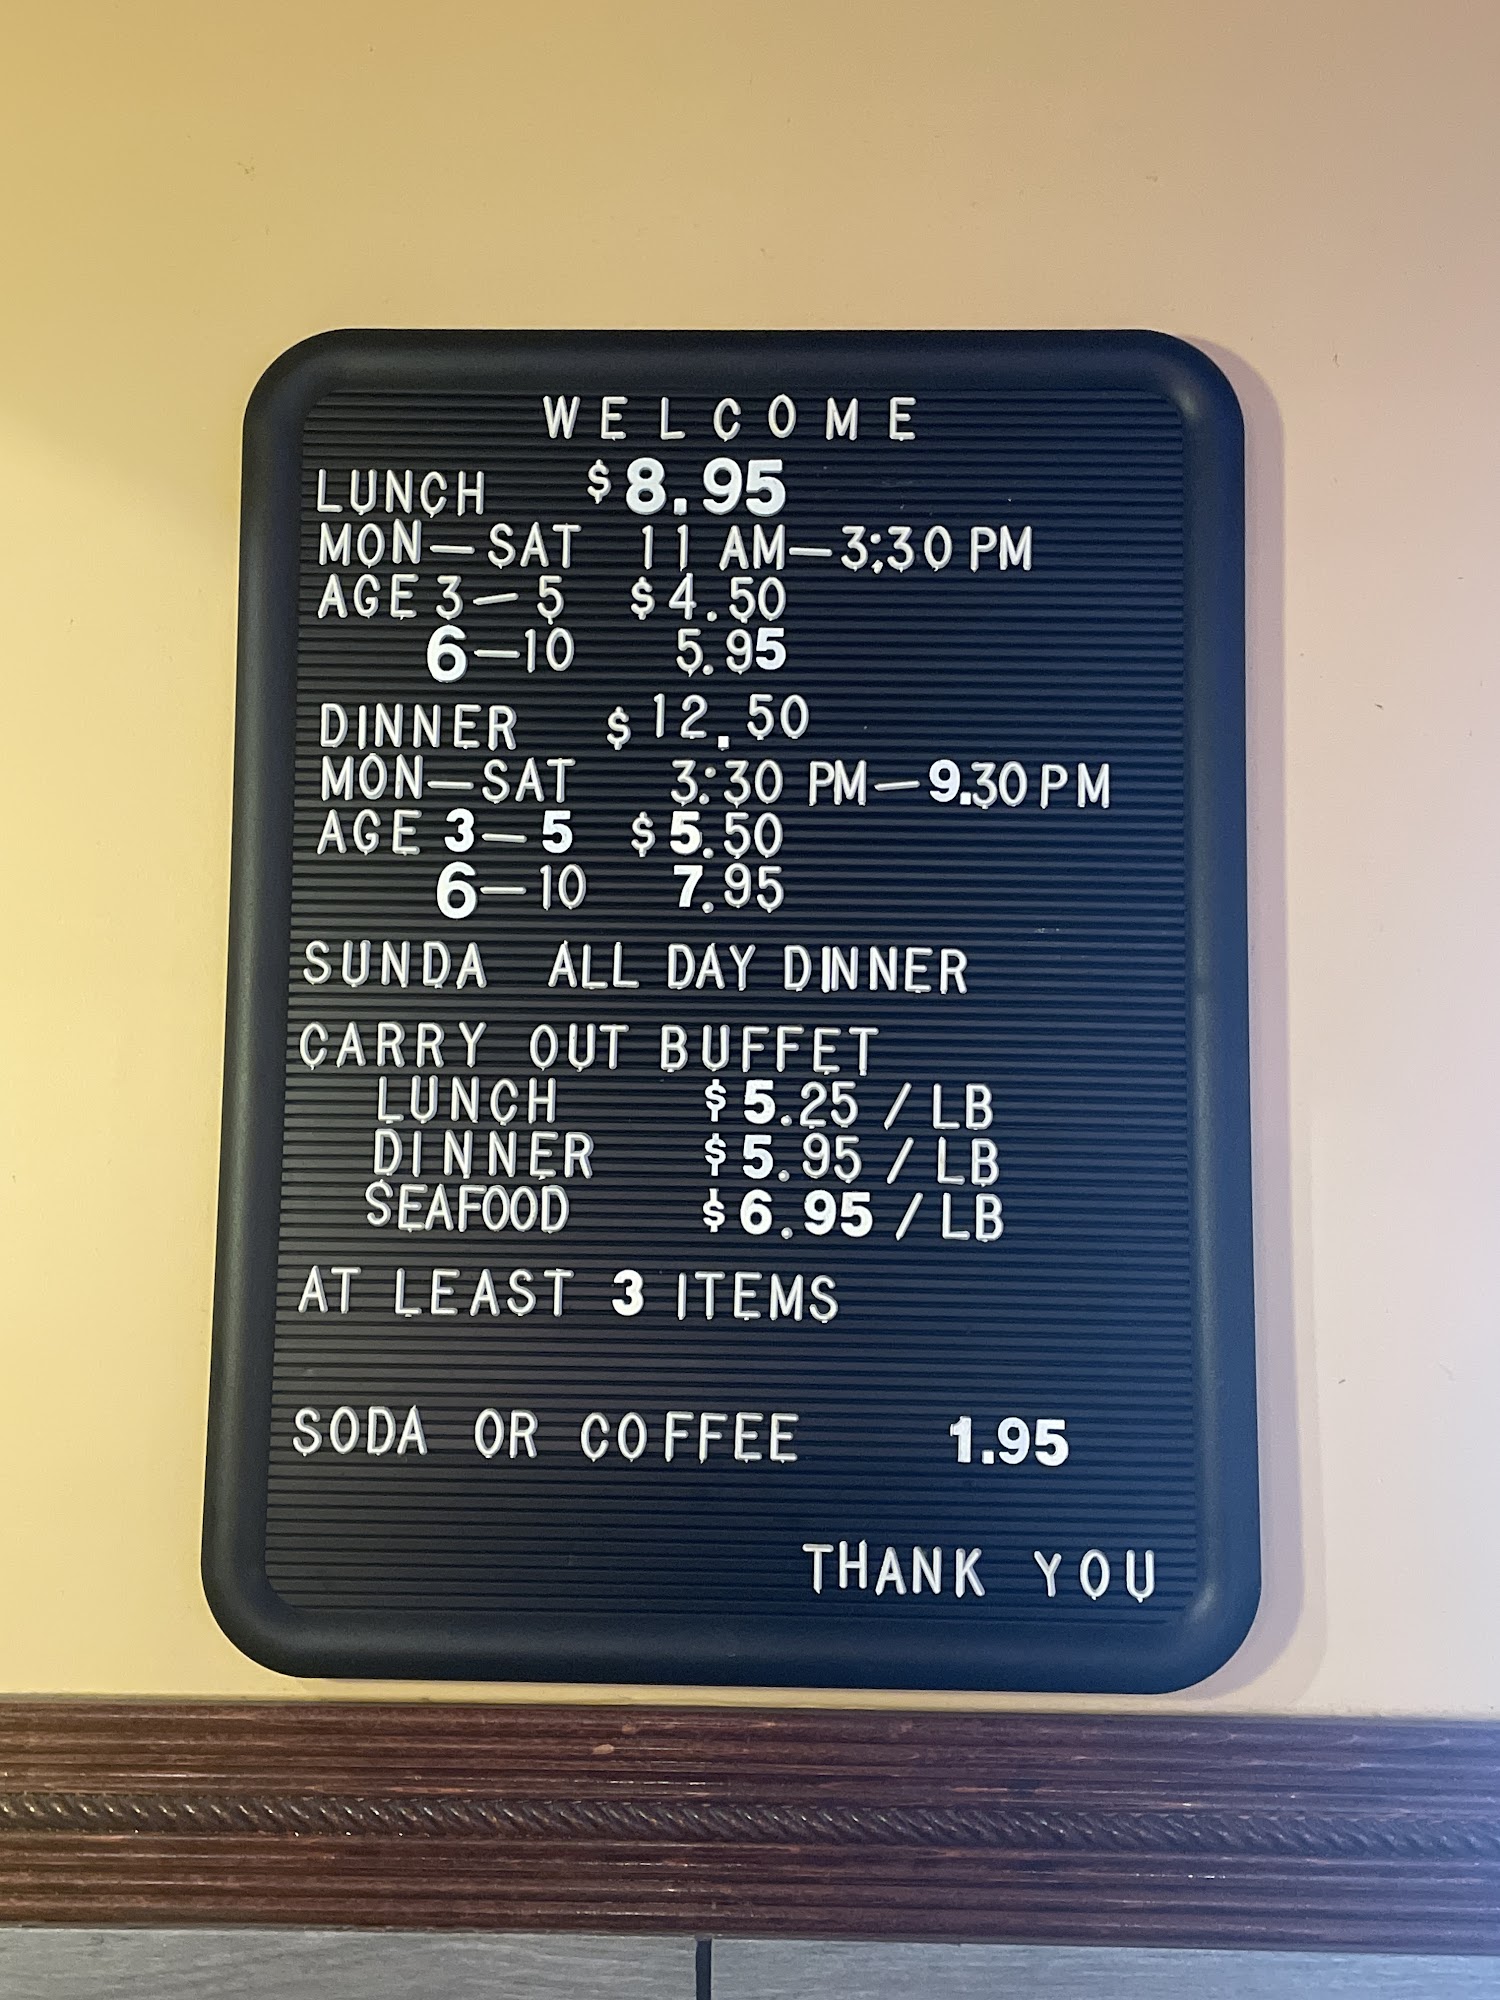 WELCOME
LUNCH $8.95
MON—SAT 11 AM—3:30 PM
AGE 3—5 $4.50
6—10 5.95
DINNER $12.50
MON—SAT 3:30 PM—9.30 PM
AGE 3—5 $5.50
6—10 7.95
SUNDA ALL DAY DINNER
CARRY OUT BUFFET
LUNCH $5.25 / LB
DINNER $5.95 / LB
SEAFOOD $6.95 / LB
AT LEAST 3 ITEMS
SODA OR COFFEE 1.95
THANK YOU